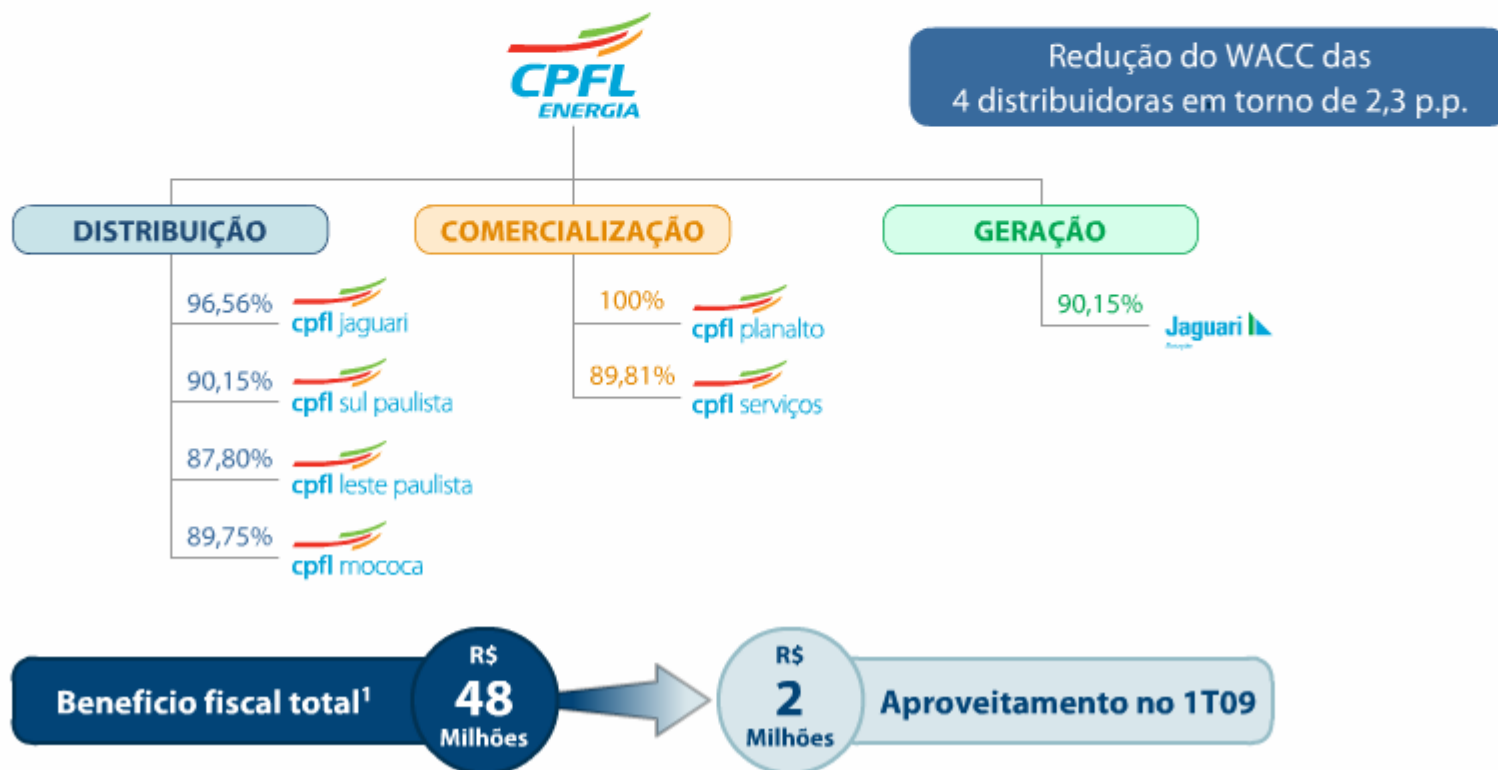 CPFL
ENERGIA
Redução do WACC das
4 distribuidoras em torno de 2,3 p.p.
DISTRIBUIÇÃO
96,56%
cpfl jaguari
90,15%
cpfl sul paulista
87,80%
cpfl leste paulista
89,75%
cpfl mococa
COMERCIALIZAÇÃO
100%
cpfl planalto
89,81%
cpfl serviços
GERAÇÃO
90,15%
Jaguari
Beneficio fiscal total¹
R$
48
Milhões
R$
2
Milhões
Aproveitamento no 1T09